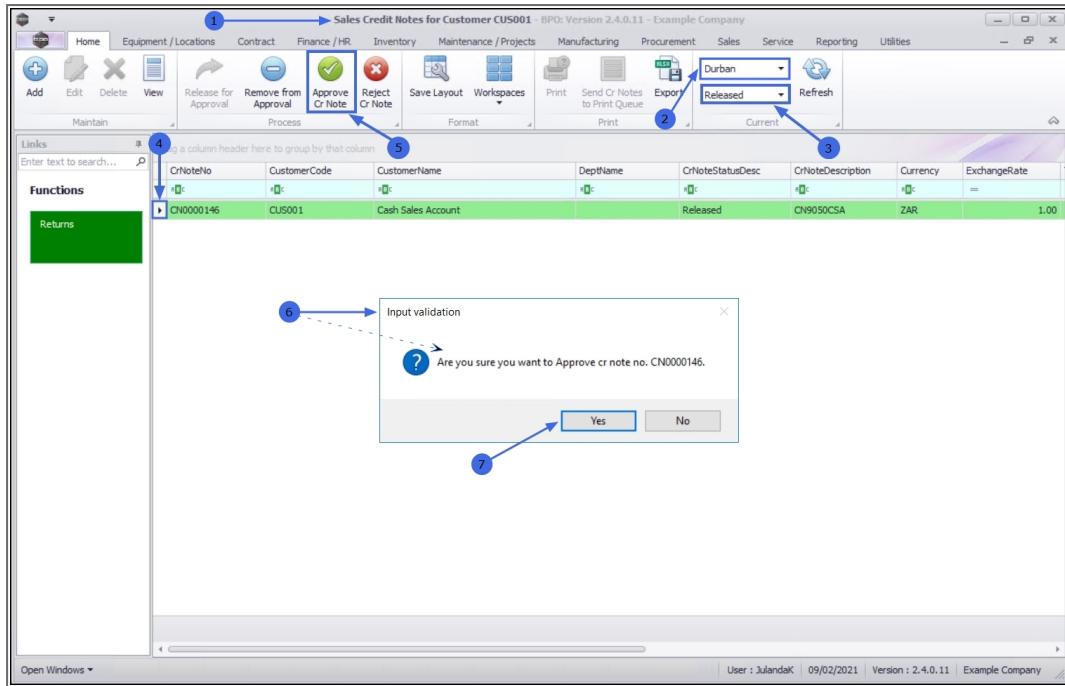 1
Sales Credit Notes for Customer CUS001 - BPO: Version 2.4.0.11 - Example Company
Home Equipment / Locations Contract Finance / HR Inventory Maintenance / Projects Manufacturing Procurement Sales Service Reporting Utilities
Add Edit Delete View Release for Approval Remove from Approval Approve Cr Note Reject Cr Note Save Layout Workspaces Print Send Cr Notes to Print Queue Export Durban Released Refresh
Maintain Process Format Print Current
2 3 4 5
Links
Enter text to search...
Functions
Returns
ag a column header here to group by that column
CrNoteNo CustomerCode CustomerName DeptName CrNoteStatusDesc CrNoteDescription Currency ExchangeRate
CN0000146 CUS001 Cash Sales Account Released CN9050CSA ZAR 1.00
6
Input validation
Are you sure you want to Approve cr note no. CN0000146.
Yes No
7
Open Windows User : JulandaK 09/02/2021 Version : 2.4.0.11 Example Company